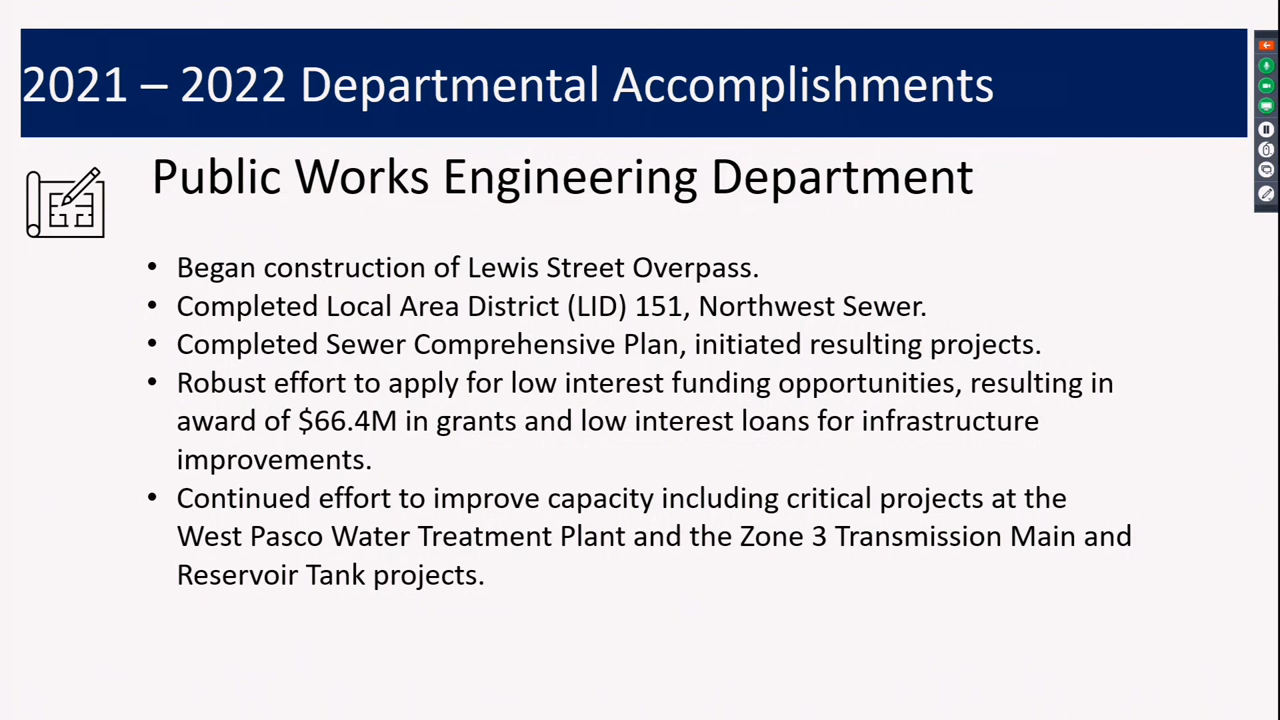 2021 – 2022 Departmental Accomplishments
Public Works Engineering Department
• Began construction of Lewis Street Overpass.
• Completed Local Area District (LID) 151, Northwest Sewer.
• Completed Sewer Comprehensive Plan, initiated resulting projects.
• Robust effort to apply for low interest funding opportunities, resulting in
award of $66.4M in grants and low interest loans for infrastructure
improvements.
• Continued effort to improve capacity including critical projects at the
West Pasco Water Treatment Plant and the Zone 3 Transmission Main and
Reservoir Tank projects.